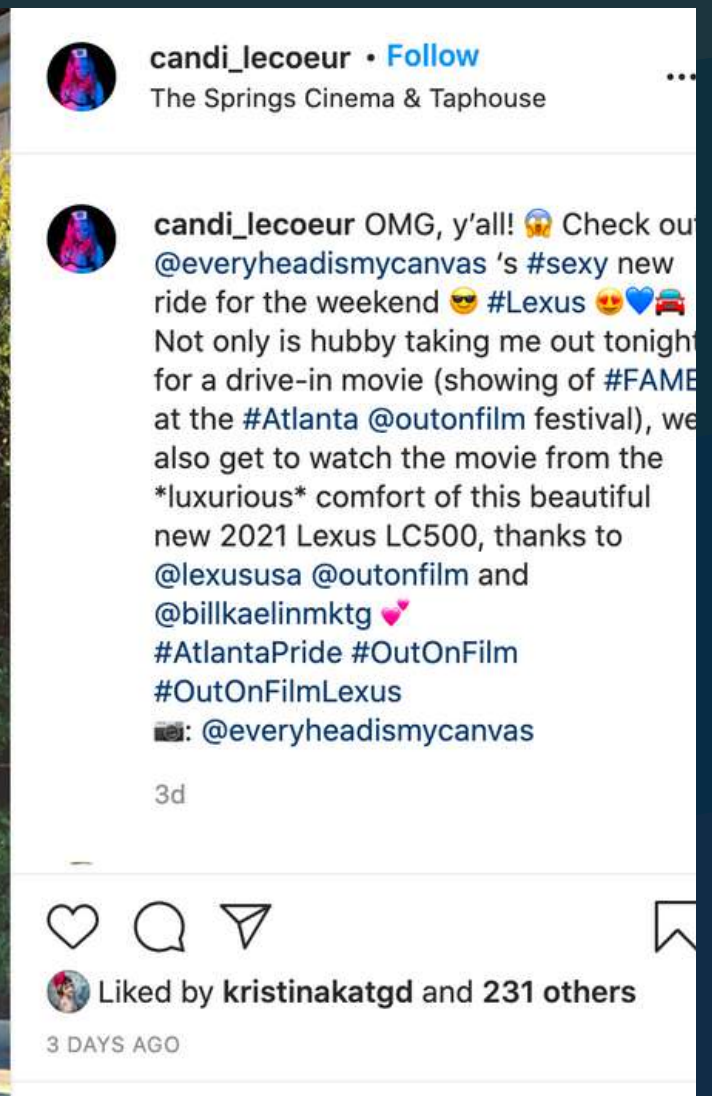 candi_lecoeur • Follow
The Springs Cinema & Taphouse
candi_lecoeur OMG, y'all! 😱 Check
@everyheadismycanvas 's #sexy new
ride for the weekend 😎 #Lexus 😍💙🚘
Not only is hubby taking me out tonight
for a drive-in movie (showing of #FAME
at the #Atlanta @outonfilm festival), we
also get to watch the movie from the
*luxurious* comfort of this beautiful
new 2021 Lexus LC500, thanks to
@lexususa @outonfilm and
@billkaelinmktg 💕
#AtlantaPride #OutOnFilm
#OutOnFilmLexus
📷: @everyheadismycanvas
3d
Liked by kristinakatgd and 231 others
3 DAYS AGO